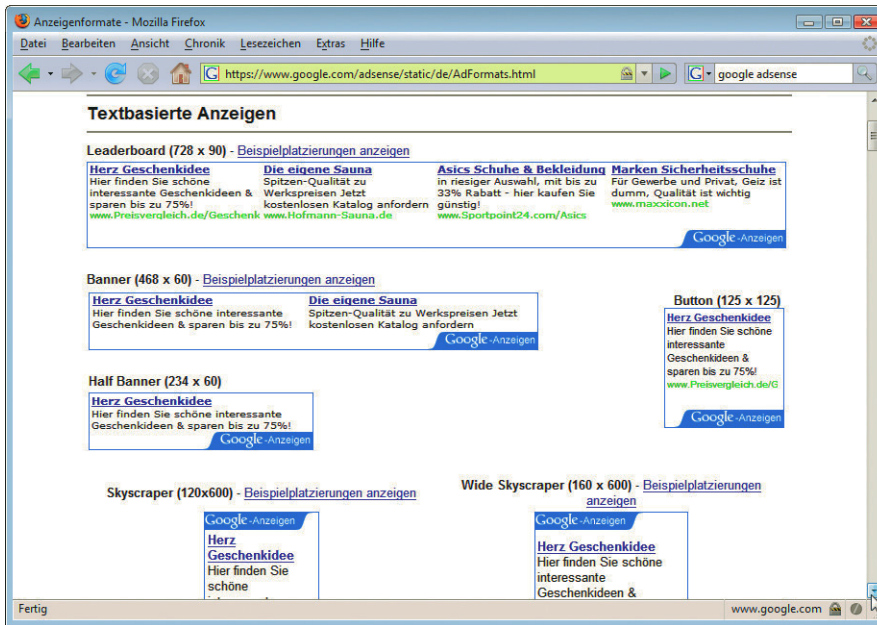 Anzeigenformate - Mozilla Firefox
Datei Bearbeiten Ansicht Chronik Lesezeichen Extras Hilfe
https://www.google.com/adsense/static/de/AdFormats.html
google adsense
Textbasierte Anzeigen
Leaderboard (728 x 90) - Beispielplatzierungen anzeigen
Herz Geschenkidee
Hier finden Sie schöne
interessante Geschenkideen &
sparen bis zu 75%!
www.Preisvergleich.de/Geschenk
Die eigene Sauna
Spitzen-Qualität zu
Werkspreisen Jetzt
kostenlosen Katalog anfordern
www.Hofmann-Sauna.de
Asics Schuhe & Bekleidung
in riesiger Auswahl, mit bis zu
33% Rabatt - hier kaufen Sie
günstig!
www.Sportpoint24.com/Asics
Marken Sicherheitsschuhe
Für Gewerbe und Privat, Geiz ist
dumm, Qualität ist wichtig
www.maxxicon.net
Google-Anzeigen
Banner (468 x 60) - Beispielplatzierungen anzeigen
Herz Geschenkidee
Hier finden Sie schöne interessante
Geschenkideen & sparen bis zu 75%!
Die eigene Sauna
Spitzen-Qualität zu Werkspreisen Jetzt
kostenlosen Katalog anfordern
Google-Anzeigen
Button (125 x 125)
Herz Geschenkidee
Hier finden Sie schöne
interessante
Geschenkideen &
sparen bis zu 75%!
www.Preisvergleich.de/G
Google-Anzeigen
Half Banner (234 x 60)
Herz Geschenkidee
Hier finden Sie schöne interessante
Geschenkideen & sparen bis zu 75%!
Google-Anzeigen
Skyscraper (120x600) - Beispielplatzierungen anzeigen
Google-Anzeigen
Herz
Geschenkidee
Hier finden Sie
schöne
Wide Skyscraper (160 x 600) - Beispielplatzierungen
anzeigen
Google-Anzeigen
Herz Geschenkidee
Hier finden Sie schöne
interessante
Geschenkideen &
Fertig
www.google.com